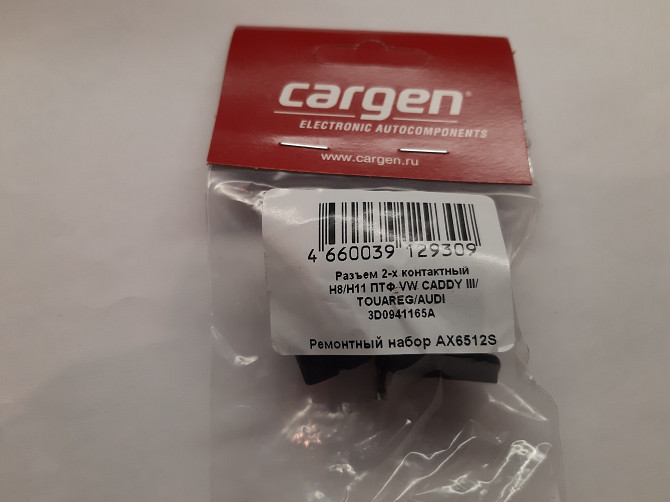 cargen®
ELECTRONIC AUTOCOMPONENTS
www.cargen.ru
4 660039 129309
Разъем 2-х контактный
H8/H11 ПТФ VW CADDY III/
TOUAREG/AUDI
3D0941165A
Ремонтный набор AX6512S